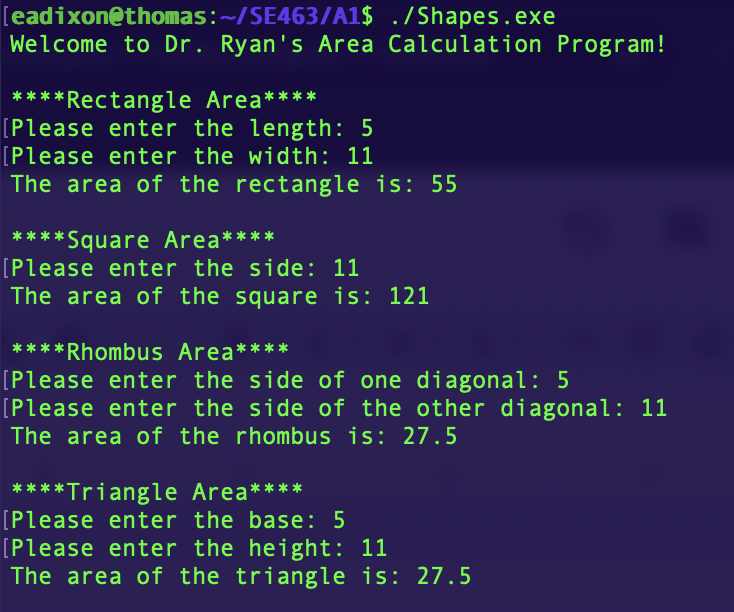 [eadixon@thomas:~/SE463/A1$ ./Shapes.exe
Welcome to Dr. Ryan's Area Calculation Program!
****Rectangle Area****
[Please enter the length: 5
[Please enter the width: 11
The area of the rectangle is: 55
****Square Area****
[Please enter the side: 11
The area of the square is: 121
****Rhombus Area****
[Please enter the side of one diagonal: 5
[Please enter the side of the other diagonal: 11
The area of the rhombus is: 27.5
****Triangle Area****
[Please enter the base: 5
[Please enter the height: 11
The area of the triangle is: 27.5